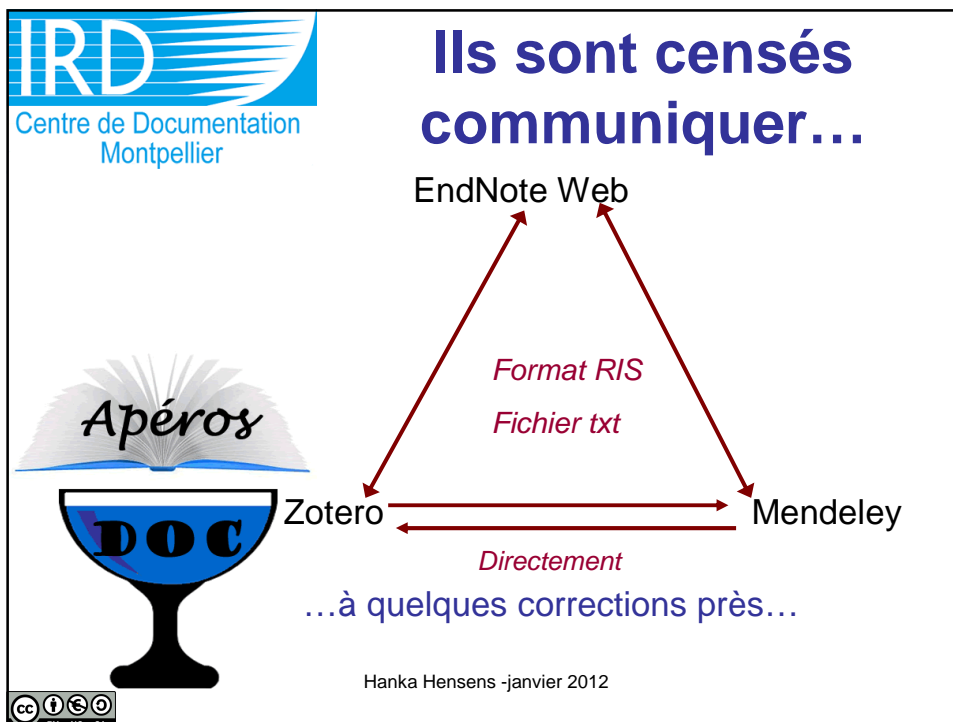 IRD
Centre de Documentation
Montpellier
Ils sont censés
communiquer…
EndNote Web
Format RIS
Fichier txt
Apéros
DOC
Zotero
Mendeley
Directement
…à quelques corrections près…
Hanka Hensens -janvier 2012
cc